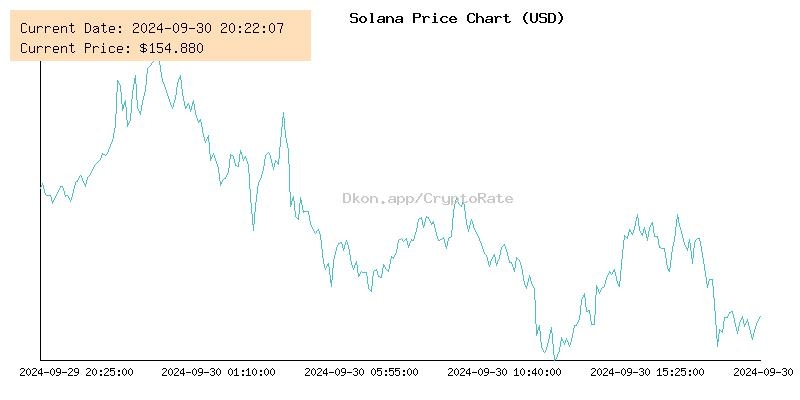 Solana Price Chart (USD)
Current Date: 2024-09-30 20:22:07
Current Price: $154.880
Dkon.app/CryptoRate
2024-09-29 20:25:00
2024-09-30 01:10:00
2024-09-30 05:55:00
2024-09-30 10:40:00
2024-09-30 15:25:00
2024-09-30